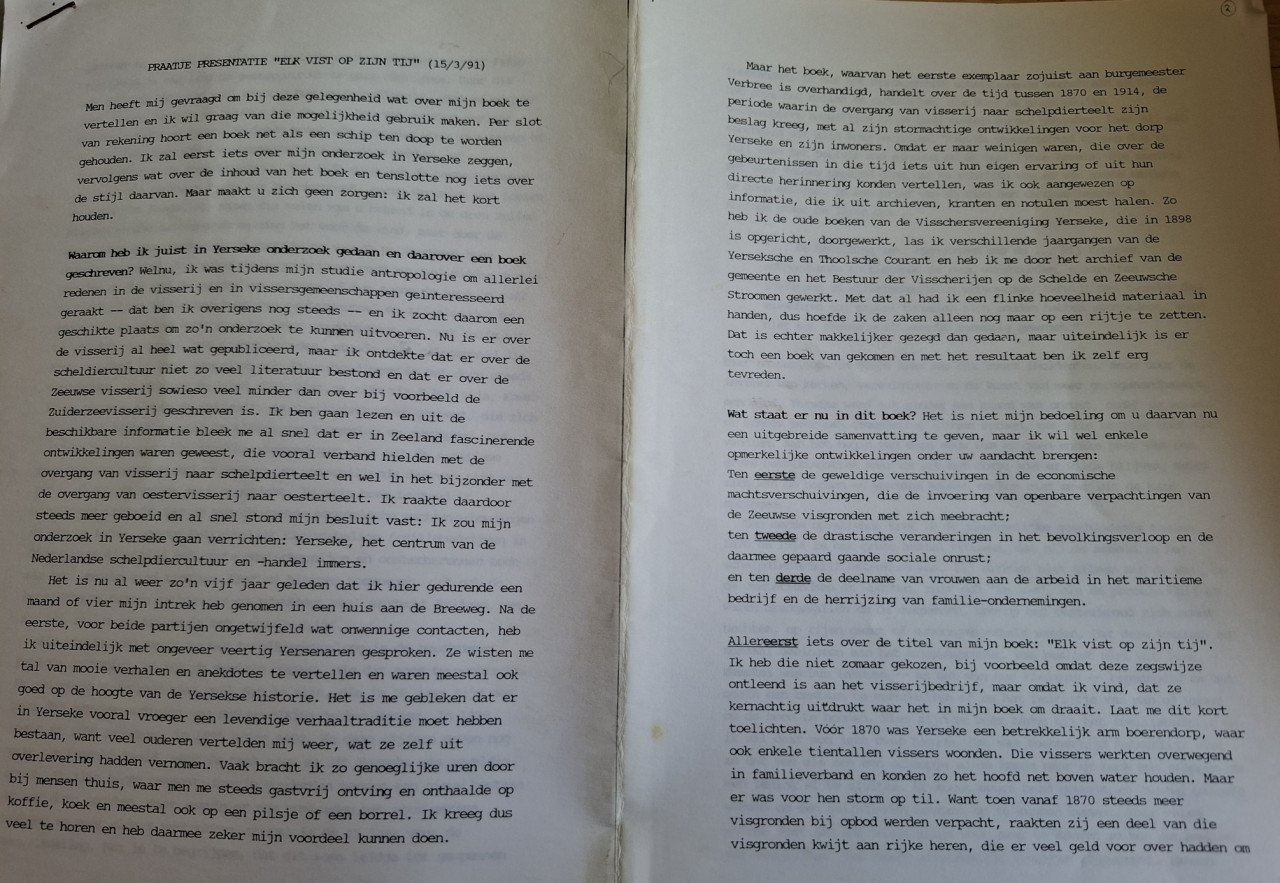 PRAATJE PRESENTATIE "ELK VIST OP ZIJN TIJ" (15/3/91)
Men heeft mij gevraagd om bij deze gelegenheid wat over mijn boek te
vertellen en ik wil graag van die mogelijkheid gebruik maken. Per slot
van rekening hoort een boek net als een schip ten doop te worden
gehouden. Ik zal eerst iets over mijn onderzoek in Yerseke zeggen,
vervolgens wat over de inhoud van het boek en tenslotte nog iets over
de stijl daarvan. Maar maakt u zich geen zorgen: ik zal het kort
houden.
Waarom heb ik juist in Yerseke onderzoek gedaan en daarover een boek
geschreven? Welnu, ik was tijdens mijn studie antropologie om allerlei
redenen in de visserij en in vissersgemeenschappen geïnteresseerd
geraakt -- dat ben ik overigens nog steeds -- en ik zocht daarom een
geschikte plaats om zo'n onderzoek te kunnen uitvoeren. Nu is er over
de visserij al heel wat gepubliceerd, maar ik ontdekte dat er over de
scheldiercultuur niet zo veel literatuur bestond en dat er over de
Zeeuwse visserij sowieso veel minder dan over bij voorbeeld de
Zuiderzeevisserij geschreven is. Ik ben gaan lezen en uit de
beschikbare informatie bleek me al snel dat er in Zeeland fascinerende
ontwikkelingen waren geweest, die vooral verband hielden met de
overgang van visserij naar schelpdierteelt en wel in het bijzonder met
de overgang van oestervisserij naar oesterteelt. Ik raakte daardoor
steeds meer geboeid en al snel stond mijn besluit vast: Ik zou mijn
onderzoek in Yerseke gaan verrichten: Yerseke, het centrum van de
Nederlandse schelpdiercultuur en -handel immers.
Het is nu al weer zo'n vijf jaar geleden dat ik hier gedurende een
maand of vier mijn intrek heb genomen in een huis aan de Breeweg. Na de
eerste, voor beide partijen ongetwijfeld wat onwennige contacten, heb
ik uiteindelijk met ongeveer veertig Yersenaren gesproken. Ze wisten me
tal van mooie verhalen en anekdotes te vertellen en waren meestal ook
goed op de hoogte van de Yersekse historie. Het is me gebleken dat er
in Yerseke vooral vroeger een levendige verhaaltraditie moet hebben
bestaan, want veel ouderen vertelden mij weer, wat ze zelf uit
overlevering hadden vernomen. Vaak bracht ik zo genoeglijke uren door
bij mensen thuis, waar men me steeds gastvrij ontving en onthaalde op
koffie, koek en meestal ook op een pilsje of een borrel. Ik kreeg dus
veel te horen en heb daarmee zeker mijn voordeel kunnen doen.
2
Maar het boek, waarvan het eerste exemplaar zojuist aan burgemeester
Verbree is overhandigd, handelt over de tijd tussen 1870 en 1914, de
periode waarin de overgang van visserij naar schelpdierteelt zijn
beslag kreeg, met al zijn stormachtige ontwikkelingen voor het dorp
Yerseke en zijn inwoners. Omdat er maar weinigen waren, die over de
gebeurtenissen in die tijd iets uit hun eigen ervaring of uit hun
directe herinnering konden vertellen, was ik ook aangewezen op
informatie, die ik uit archieven, kranten en notulen moest halen. Zo
heb ik de oude boeken van de Visschersvereeniging Yerseke, die in 1898
is opgericht, doorgewerkt, las ik verschillende jaargangen van de
Yerseksche en Thoolsche Courant en heb ik me door het archief van de
gemeente en het Bestuur der Visscherijen op de Schelde en Zeeuwsche
Stroomen gewerkt. Met dat al had ik een flinke hoeveelheid materiaal in
handen, dus hoefde ik de zaken alleen nog maar op een rijtje te zetten.
Dat is echter makkelijker gezegd dan gedaen, maar uiteindelijk is er
toch een boek van gekomen en met het resultaat ben ik zelf erg
tevreden.
Wat staat er nu in dit boek? Het is niet mijn bedoeling om u daarvan nu
een uitgebreide samenvatting te geven, maar ik wil wel enkele
opmerkelijke ontwikkelingen onder uw aandacht brengen:
Ten eerste de geweldige verschuivingen in de economische
machtsverschuivingen, die de invoering van openbare verpachtingen van
de Zeeuwse visgronden met zich meebracht;
ten tweede de drastische veranderingen in het bevolkingsverloop en de
daarmee gepaard gaande sociale onrust;
en ten derde de deelname van vrouwen aan de arbeid in het maritieme
bedrijf en de herrijzing van familie-ondernemingen.
Allereerst iets over de titel van mijn boek: "Elk vist op zijn tij".
Ik heb die niet zomaar gekozen, bij voorbeeld omdat deze zegswijze
ontleend is aan het visserijbedrijf, maar omdat ik vind, dat ze
kernachtig uitdrukt waar het in mijn boek om draait. Laat me dit kort
toelichten. Vóór 1870 was Yerseke een betrekkelijk arm boerendorp, waar
ook enkele tientallen vissers woonden. Die vissers werkten overwegend
in familieverband en konden zo het hoofd net boven water houden. Maar
er was voor hen storm op til. Want toen vanaf 1870 steeds meer
visgronden bij opbod werden verpacht, raakten zij een deel van die
visgronden kwijt aan rijke heren, die er veel geld voor over hadden om